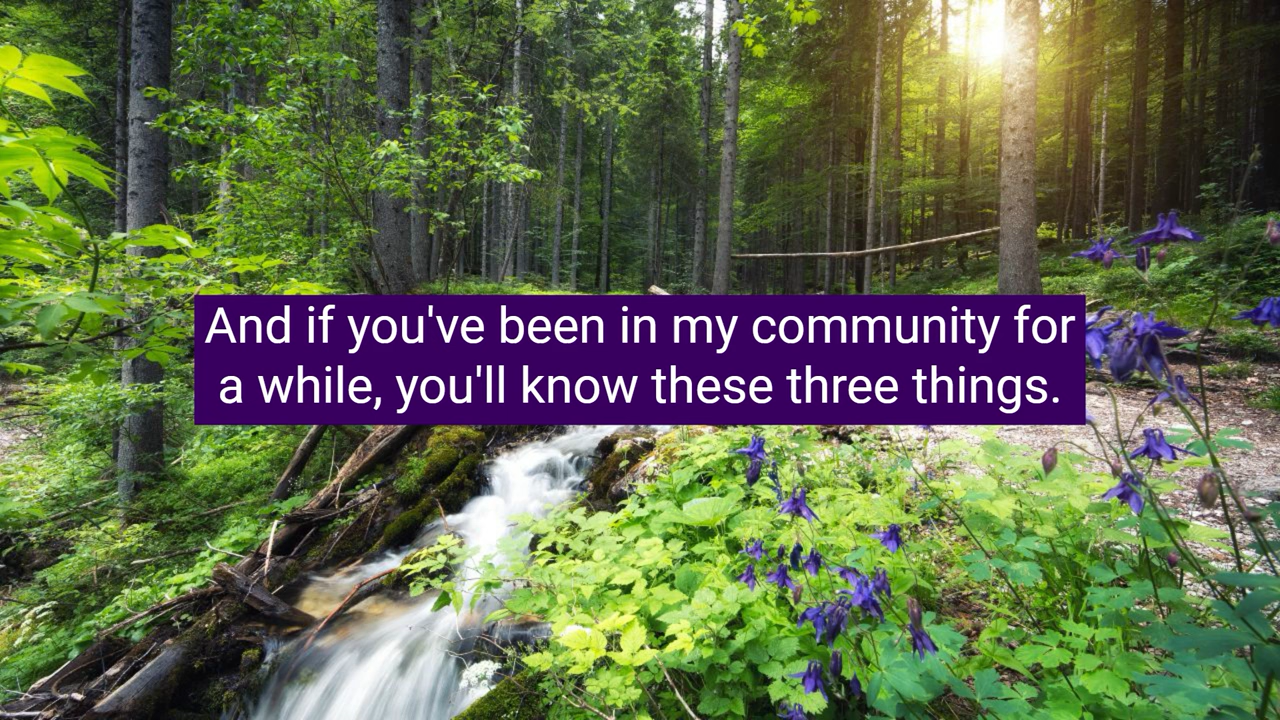 And if you've been in my community for
a while, you'll know these three things.